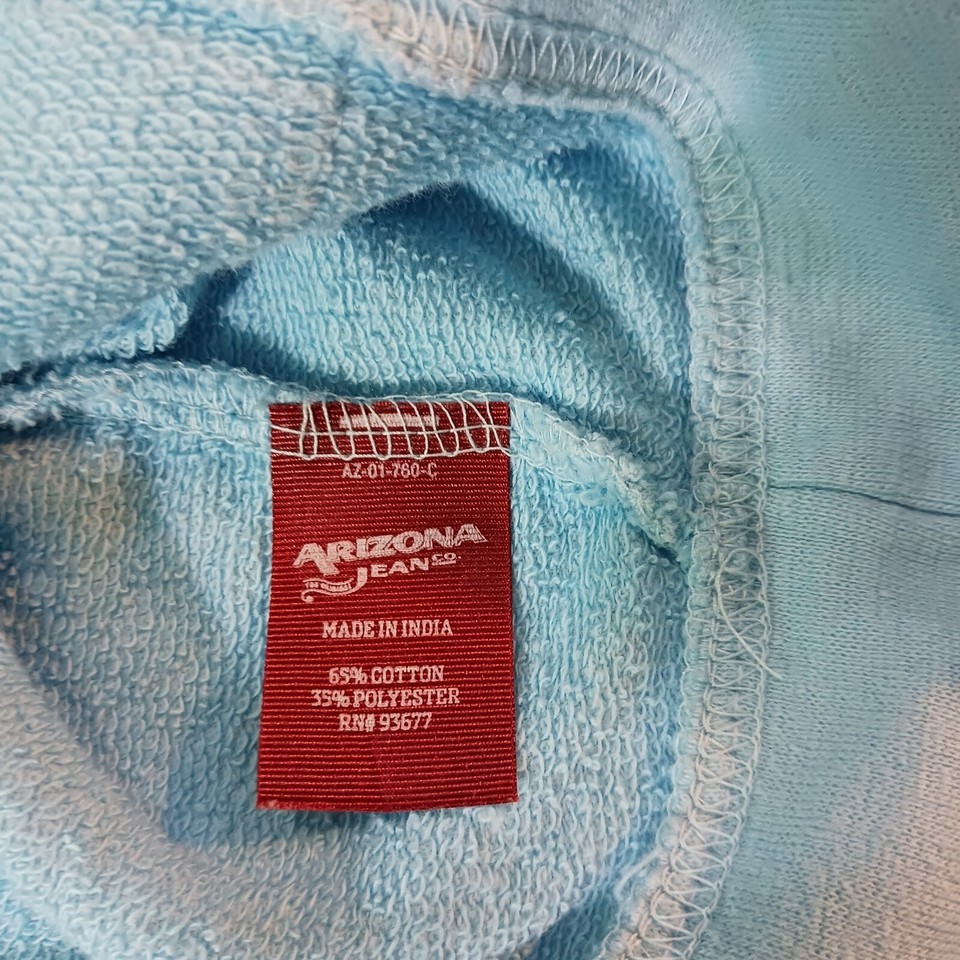 AZ-01-760-C
ARIZONA
JEAN CO.
MADE IN INDIA
65% COTTON
35% POLYESTER
RN# 93677